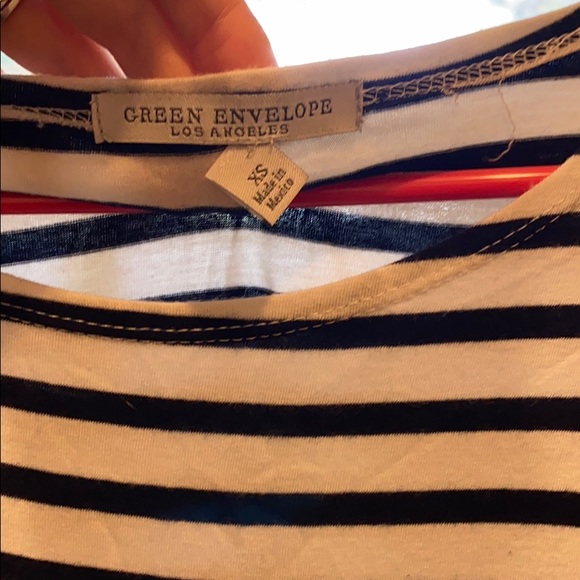 GREEN ENVELOPE
LOS ANGELES
XS
Made in
Mexico